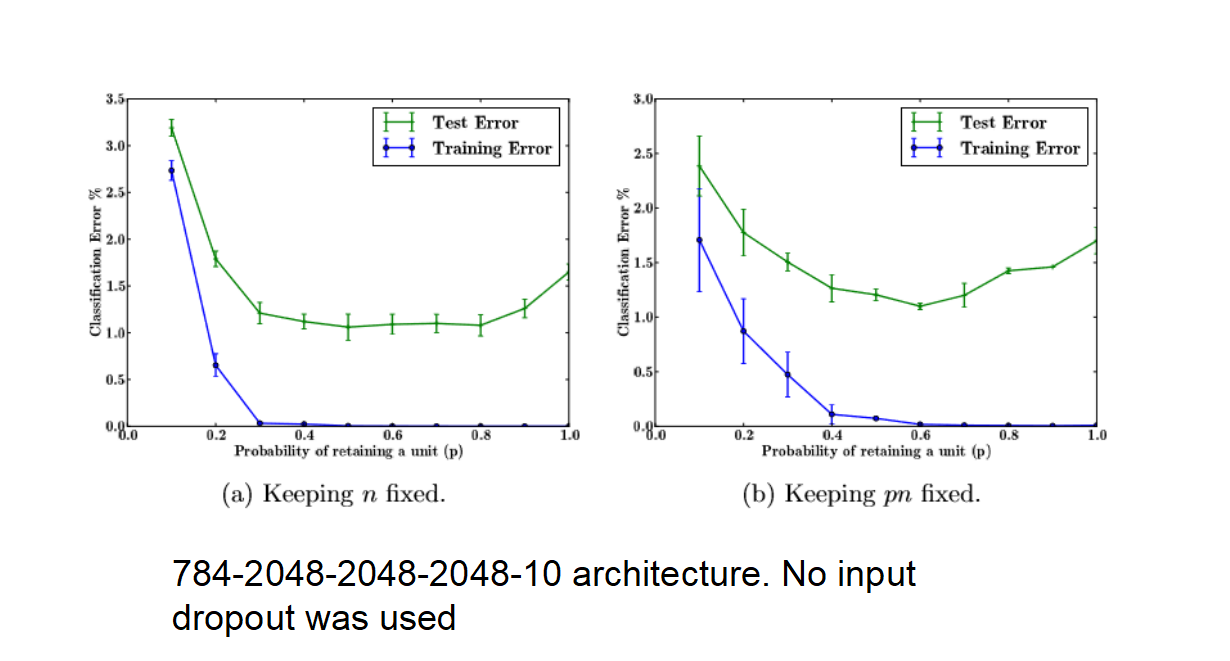 3.5
3.0
2.5
2.0
1.5
1.0
0.5
0.0
0.0 0.2 0.4 0.6 0.8 1.0
Classification Error %
Probability of retaining a unit (p)
Test Error
Training Error
(a) Keeping n fixed.
3.0
2.5
2.0
1.5
1.0
0.5
0.0
0.0 0.2 0.4 0.6 0.8 1.0
Classification Error %
Probability of retaining a unit (p)
Test Error
Training Error
(b) Keeping pn fixed.
784-2048-2048-2048-10 architecture. No input
dropout was used